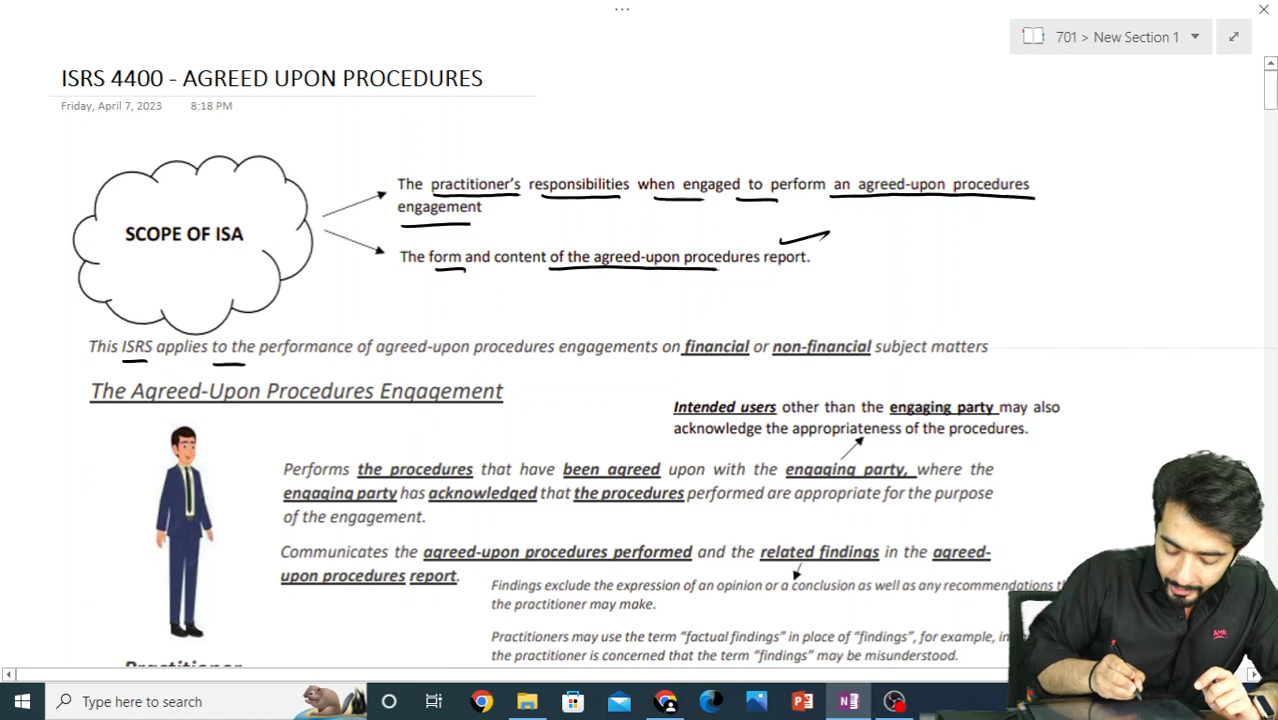 701 > New Section 1
ISRS 4400 - AGREED UPON PROCEDURES
Friday, April 7, 2023 8:18 PM
The practitioner's responsibilities when engaged to perform an agreed-upon procedures
engagement
SCOPE OF ISA
The form and content of the agreed-upon procedures report.
This ISRS applies to the performance of agreed-upon procedures engagements on financial or non-financial subject matters
The Agreed-Upon Procedures Engagement
Intended users other than the engaging party may also
acknowledge the appropriateness of the procedures.
Performs the procedures that have been agreed upon with the engaging party, where the
engaging party has acknowledged that the procedures performed are appropriate for the purpose
of the engagement.
Communicates the agreed-upon procedures performed and the related findings in the agreed-
upon procedures report.
Findings exclude the expression of an opinion or a conclusion as well as any recommendations
the practitioner may make.
Practitioners may use the term "factual findings" in place of "findings", for example, in
the practitioner is concerned that the term "findings" may be misunderstood.
Practitioner
Type here to search